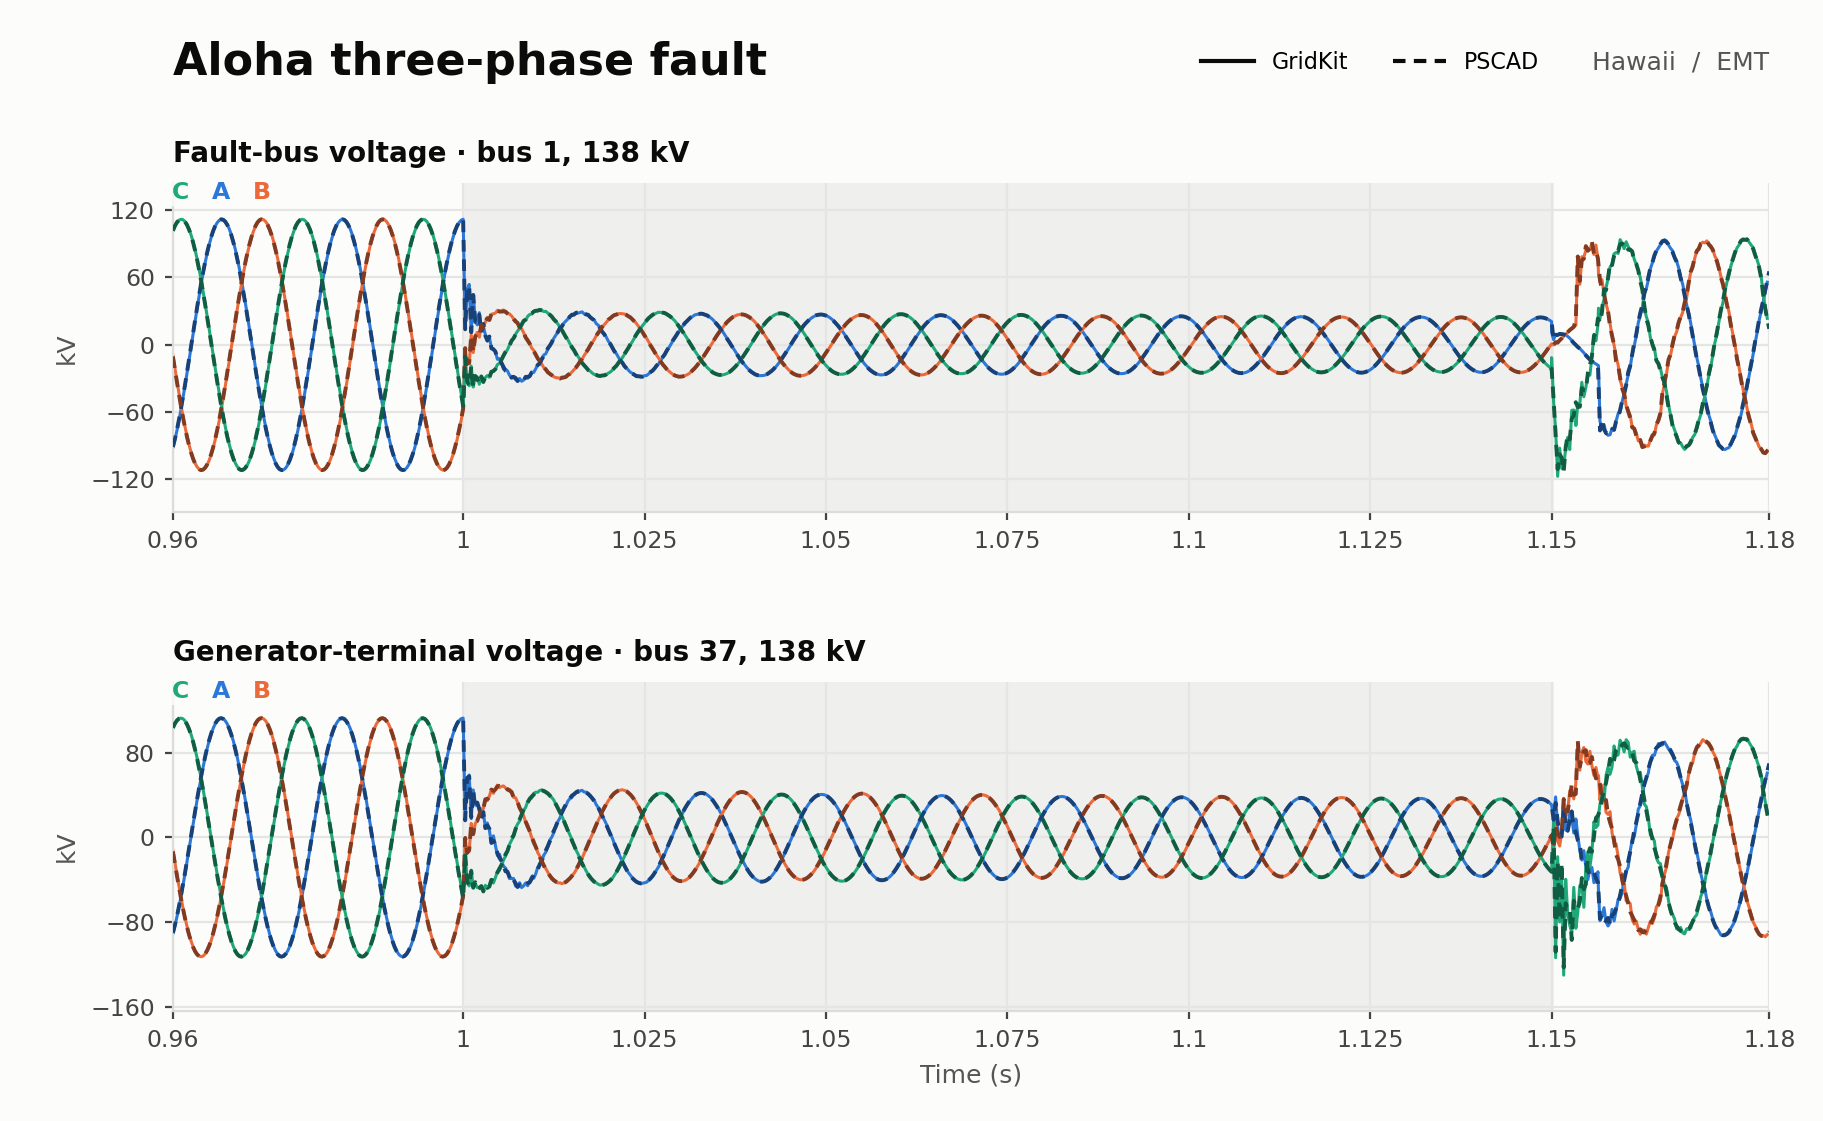 Aloha three-phase fault
GridKit PSCAD Hawaii / EMT
Fault-bus voltage · bus 1, 138 kV
C A B
120
60
0
−60
−120
kV
0.96 1 1.025 1.05 1.075 1.1 1.125 1.15 1.18
Generator-terminal voltage · bus 37, 138 kV
C A B
80
0
−80
−160
kV
0.96 1 1.025 1.05 1.075 1.1 1.125 1.15 1.18
Time (s)